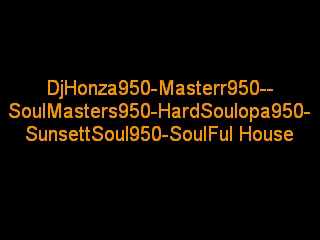 DjHonza950-Masterr950--
SoulMasters950-HardSoulopa950-
SunsettSoul950-SoulFul House